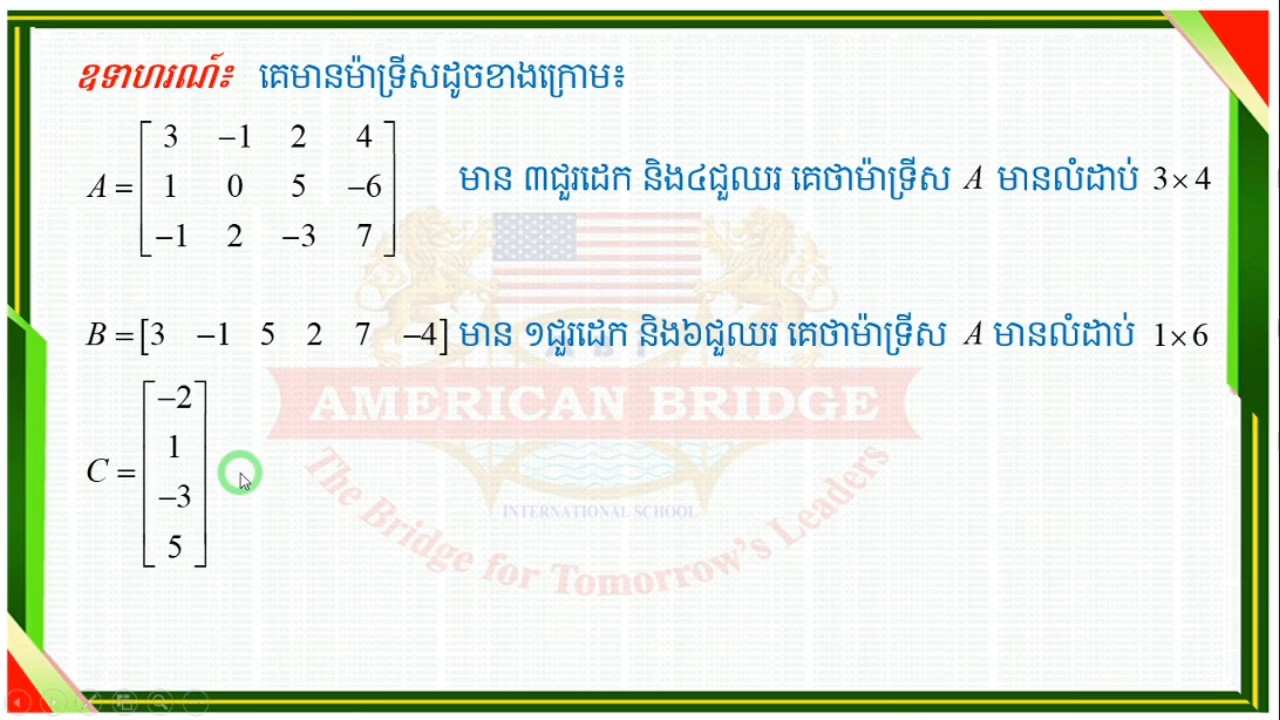 ឧទាហរណ៍៖ គេមានម៉ាទ្រីសដូចខាងក្រោម៖
A = [ 3 −1 2 4
1 0 5 −6
−1 2 −3 7 ]
មាន ៣ជួរដេក និង៤ជួឈរ គេថាម៉ាទ្រីស A មានលំដាប់ 3×4
B = [3 −1 5 2 7 −4] មាន ១ជួរដេក និង៦ជួឈរ គេថាម៉ាទ្រីស A មានលំដាប់ 1×6
C = [ −2
1
−3
5 ]
AMERICAN BRIDGE
INTERNATIONAL SCHOOL
The Bridge for Tomorrow's Leaders